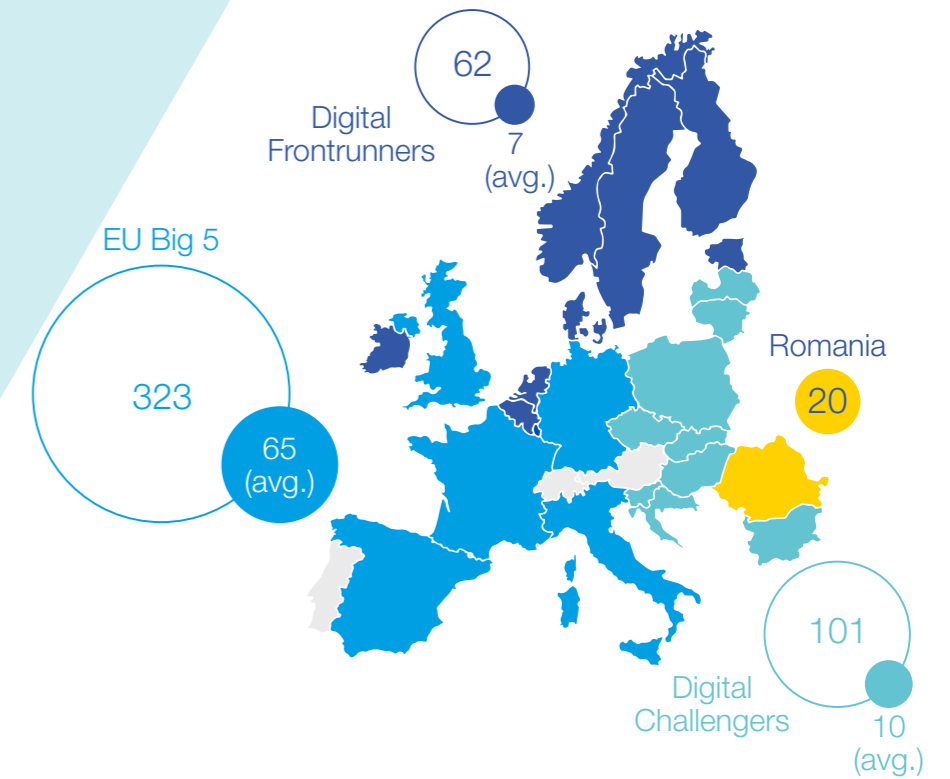 62
Digital
Frontrunners
7
(avg.)
EU Big 5
323
65
(avg.)
Romania
20
101
Digital
Challengers
10
(avg.)